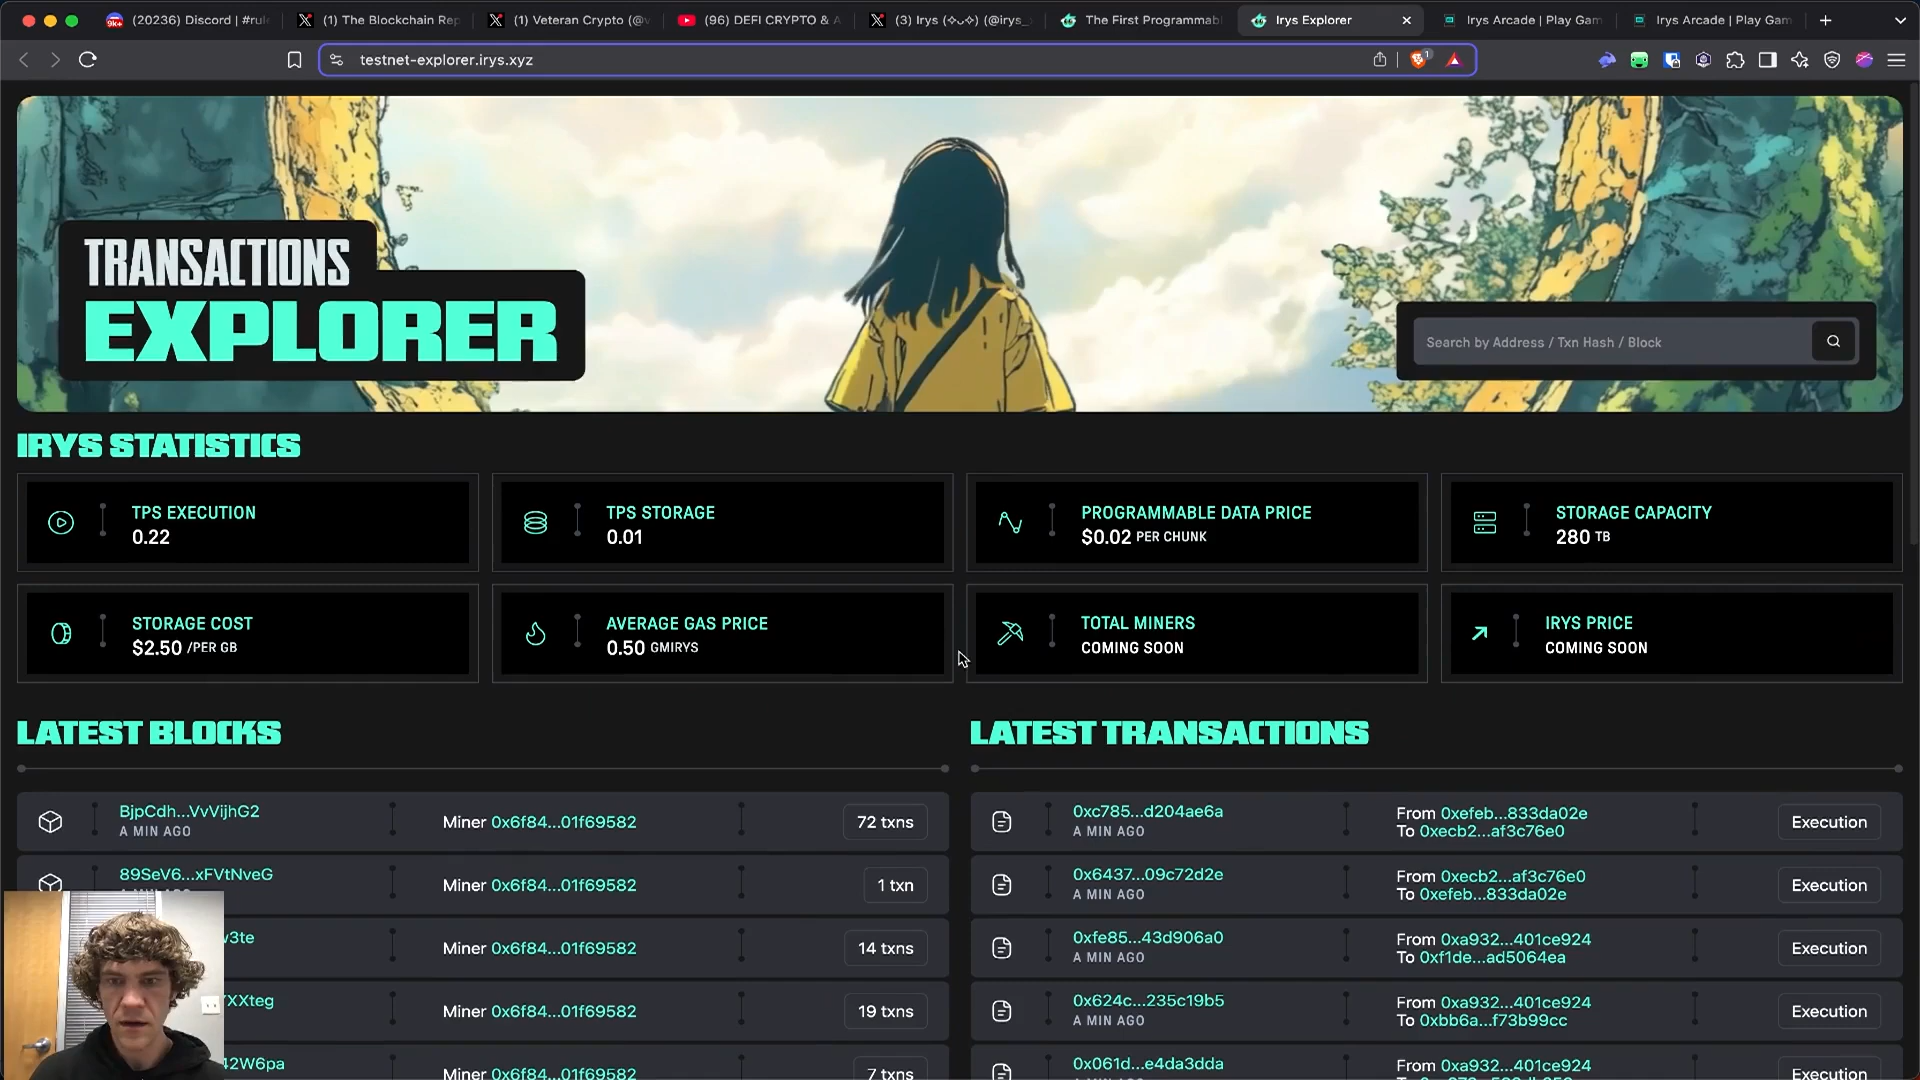 (20236) Discord | #rul
(1) The Blockchain Rep
(1) Veteran Crypto (@v
(96) DEFI CRYPTO & A
(3) Irys (✧ᴗ✧) (@irys_
The First Programmabl
Irys Explorer
Irys Arcade | Play Gam
Irys Arcade | Play Gam
testnet-explorer.irys.xyz
TRANSACTIONS
EXPLORER
Search by Address / Txn Hash / Block
IRYS STATISTICS
TPS EXECUTION
0.22
TPS STORAGE
0.01
PROGRAMMABLE DATA PRICE
$0.02 PER CHUNK
STORAGE CAPACITY
280 TB
STORAGE COST
$2.50 /PER GB
AVERAGE GAS PRICE
0.50 GMIRYS
TOTAL MINERS
COMING SOON
IRYS PRICE
COMING SOON
LATEST BLOCKS
BjpCdh...VvVijhG2
A MIN AGO
Miner 0x6f84...01f69582
72 txns
89SeV6...xFVtNveG
Miner 0x6f84...01f69582
1 txn
w3te
Miner 0x6f84...01f69582
14 txns
XXteg
Miner 0x6f84...01f69582
19 txns
42W6pa
Miner 0x6f84...01f69582
7 txns
LATEST TRANSACTIONS
0xc785...d204ae6a
A MIN AGO
From 0xefeb...833da02e
To 0xecb2...af3c76e0
Execution
0x6437...09c72d2e
A MIN AGO
From 0xecb2...af3c76e0
To 0xefeb...833da02e
Execution
0xfe85...43d906a0
A MIN AGO
From 0xa932...401ce924
To 0xf1de...ad5064ea
Execution
0x624c...235c19b5
A MIN AGO
From 0xa932...401ce924
To 0xbb6a...f73b99cc
Execution
0x061d...e4da3dda
From 0xa932...401ce924
Execution